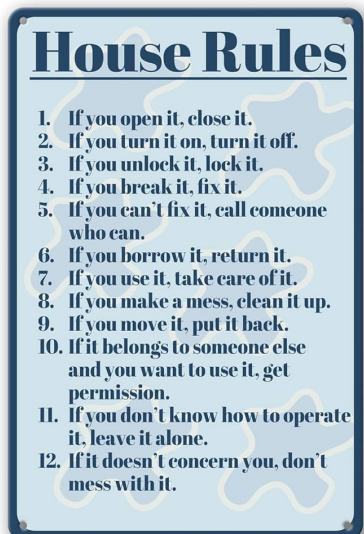 House Rules
1. If you open it, close it.
2. If you turn it on, turn it off.
3. If you unlock it, lock it.
4. If you break it, fix it.
5. If you can't fix it, call someone
who can.
6. If you borrow it, return it.
7. If you use it, take care of it.
8. If you make a mess, clean it up.
9. If you move it, put it back.
10. If it belongs to someone else
and you want to use it, get
permission.
11. If you don't know how to operate
it, leave it alone.
12. If it doesn't concern you, don't
mess with it.